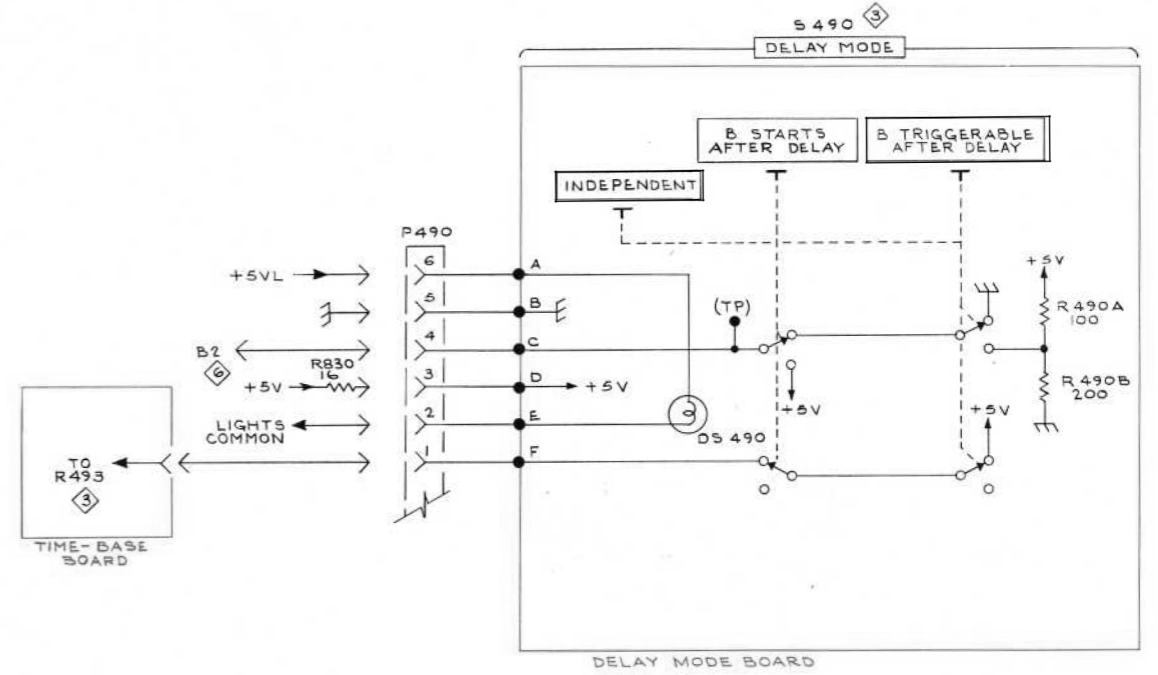 S490 3
DELAY MODE
B STARTS
AFTER DELAY
B TRIGGERABLE
AFTER DELAY
INDEPENDENT
P490
+5VL
6
A
5
B
(TP)
+5V
R490A
100
B2
6
4
C
R830
16
+5V
3
D
+5V
+5V
R490B
200
+5V
LIGHTS
COMMON
2
E
DS490
1
F
TO
R493
3
TIME-BASE
BOARD
DELAY MODE BOARD